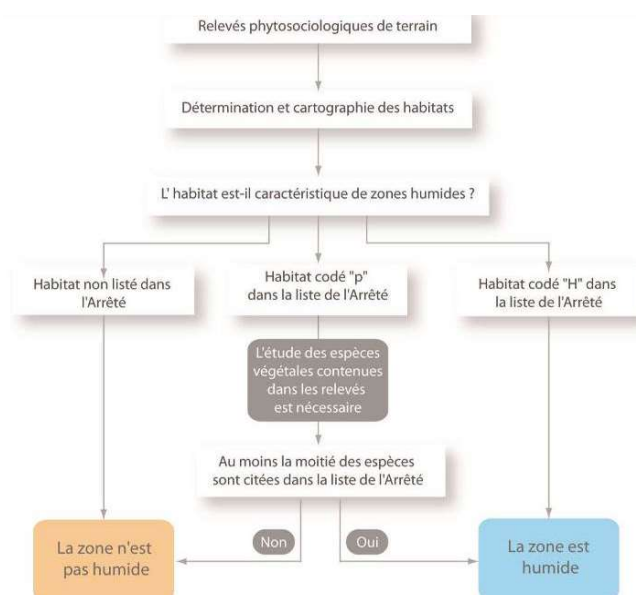 Relevés phytosociologiques de terrain
Détermination et cartographie des habitats
L' habitat est-il caractéristique de zones humides ?
Habitat non listé dans
l'Arrêté
Habitat codé "p"
dans la liste de l'Arrêté
Habitat codé "H" dans
la liste de l'Arrêté
L'étude des espèces
végétales contenues
dans les relevés
est nécessaire
Au moins la moitié des espèces
sont citées dans la liste de l'Arrêté
Non
Oui
La zone n'est
pas humide
La zone est
humide